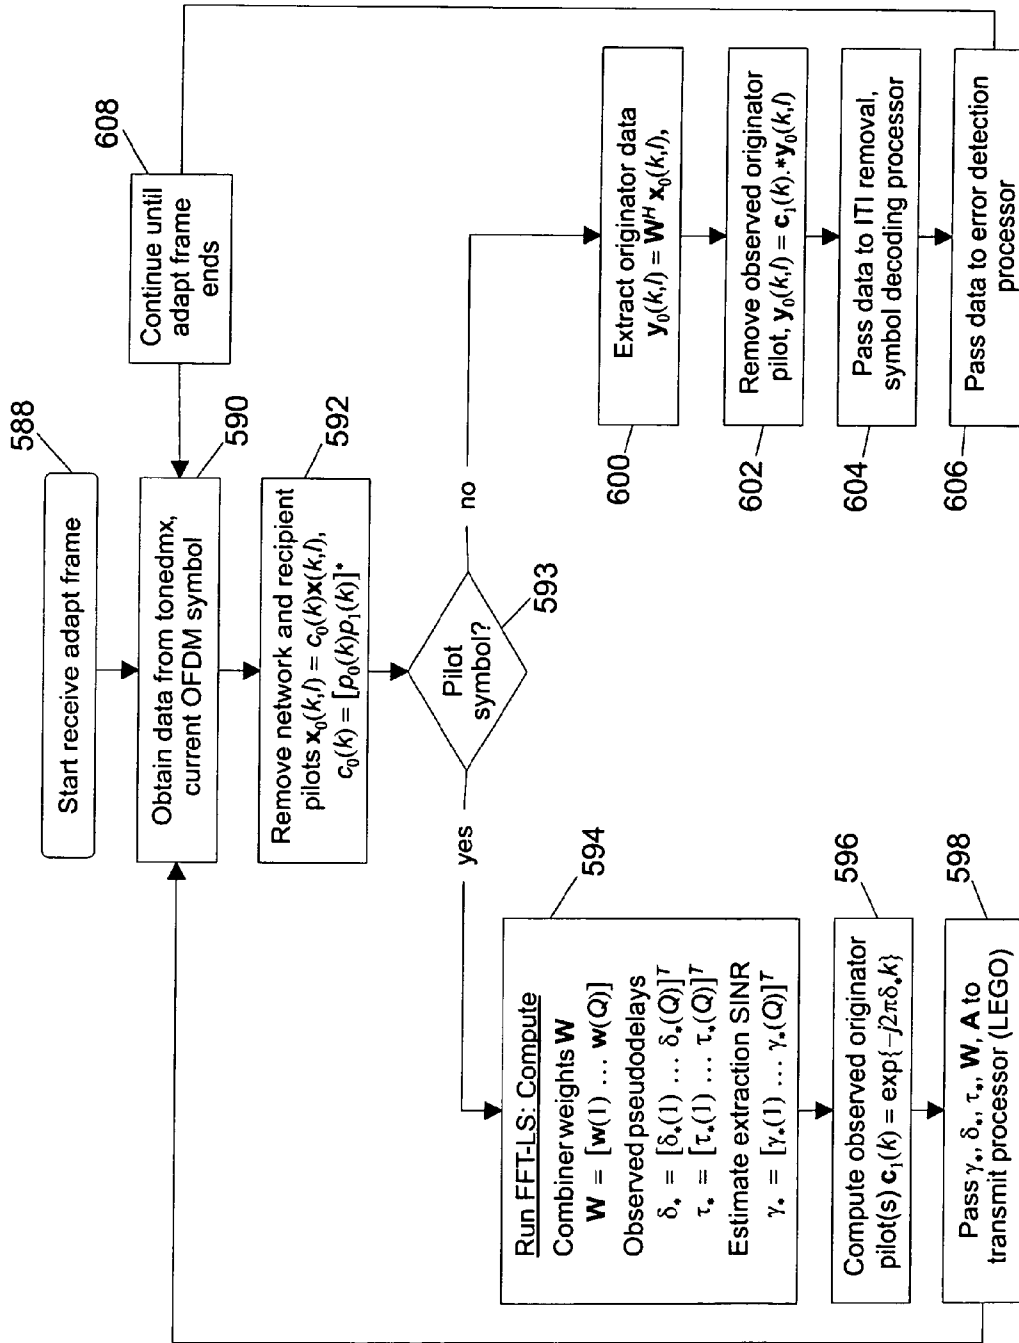 588
Start receive adapt frame
608
Continue until
adapt frame
ends
590
Obtain data from tonedmx,
current OFDM symbol
592
Remove network and recipient
pilots x₀(k,l) = c₀(k)x(k,l),
c₀(k) = [p₀(k)p₁(k)]*
593
Pilot
symbol?
yes
no
594
Run FFT-LS: Compute
Combiner weights W
W = [w(1) ... w(Q)]
Observed pseudodelays
δ* = [δ*(1) ... δ*(Q)]ᵀ
τ* = [τ*(1) ... τ*(Q)]ᵀ
Estimate extraction SINR
γ* = [γ*(1) ... γ*(Q)]ᵀ
596
Compute observed originator
pilot(s) c₁(k) = exp{−j2πδ*k}
598
Pass γ*, δ*, τ*, W, A to
transmit processor (LEGO)
600
Extract originator data
y₀(k,l) = Wᴴ x₀(k,l),
602
Remove observed originator
pilot, y₀(k,l) = c₁(k).*y₀(k,l)
604
Pass data to ITI removal,
symbol decoding processor
606
Pass data to error detection
processor